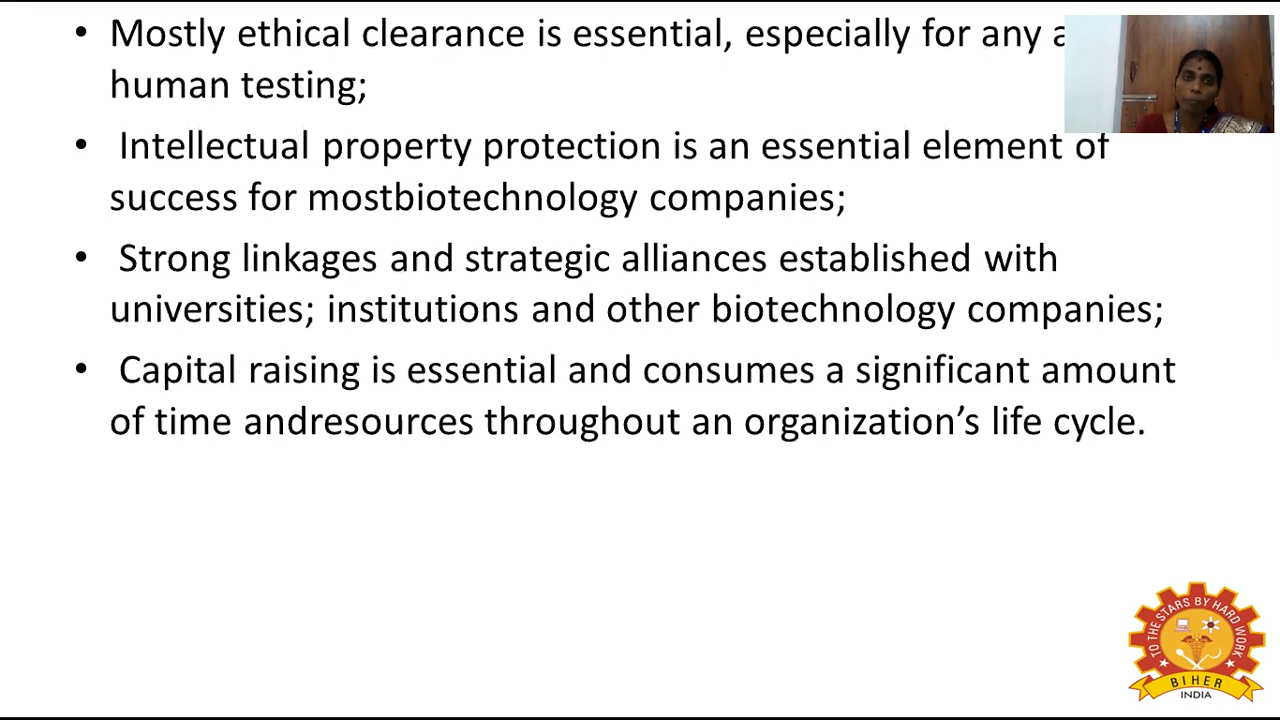 • Mostly ethical clearance is essential, especially for any
human testing;
• Intellectual property protection is an essential element of
success for mostbiotechnology companies;
• Strong linkages and strategic alliances established with
universities; institutions and other biotechnology companies;
• Capital raising is essential and consumes a significant amount
of time andresources throughout an organization’s life cycle.
TO THE STARS BY HARD WORK
BIHER
INDIA